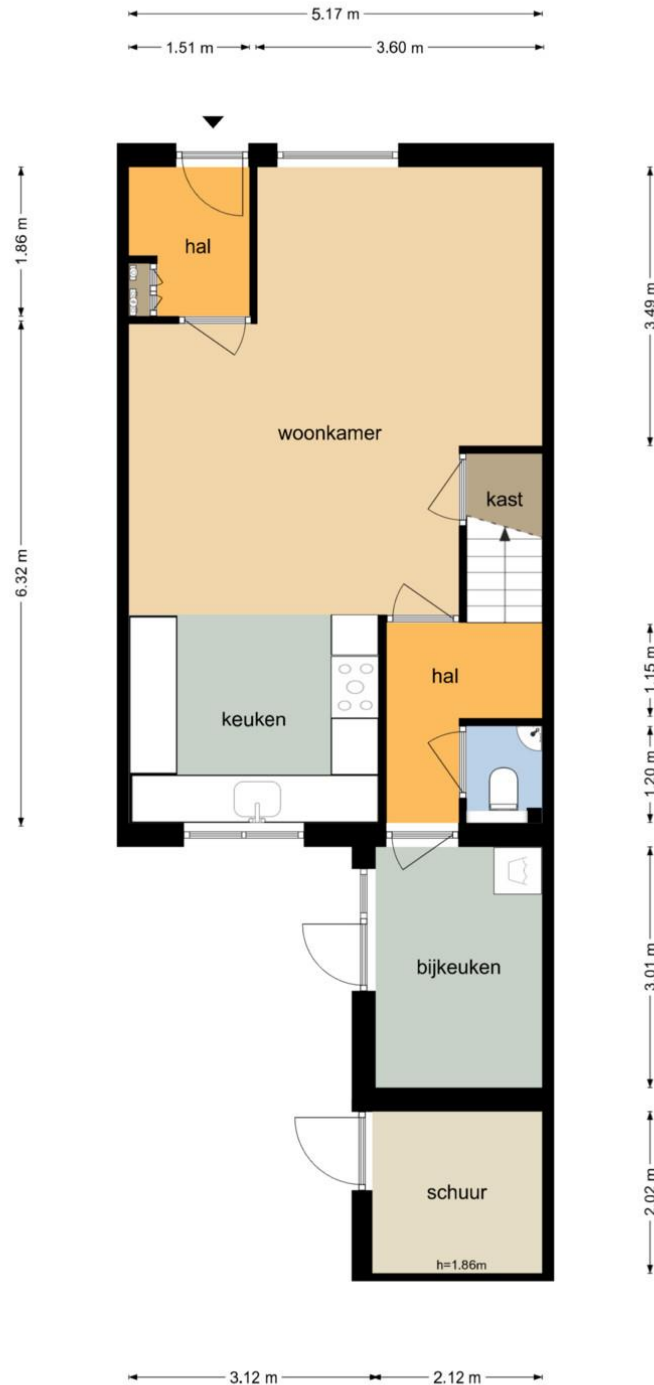 5.17 m
1.51 m
3.60 m
1.86 m
hal
3.49 m
woonkamer
kast
6.32 m
hal
1.15 m
keuken
1.20 m
bijkeuken
3.01 m
schuur
2.02 m
h=1.86m
3.12 m
2.12 m